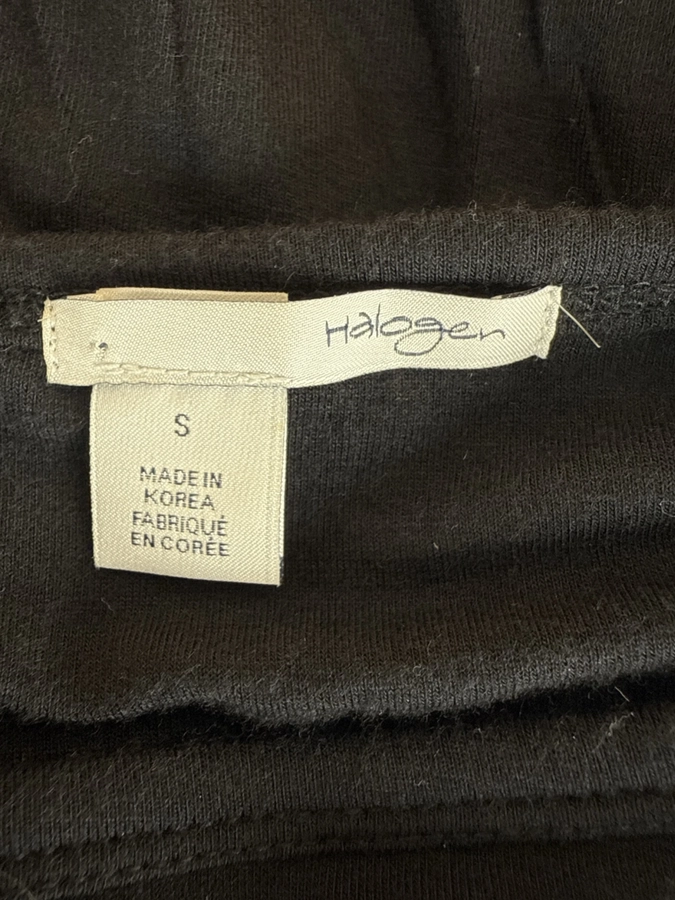 Halogen
S
MADE IN
KOREA
FABRIQUÉ
EN CORÉE